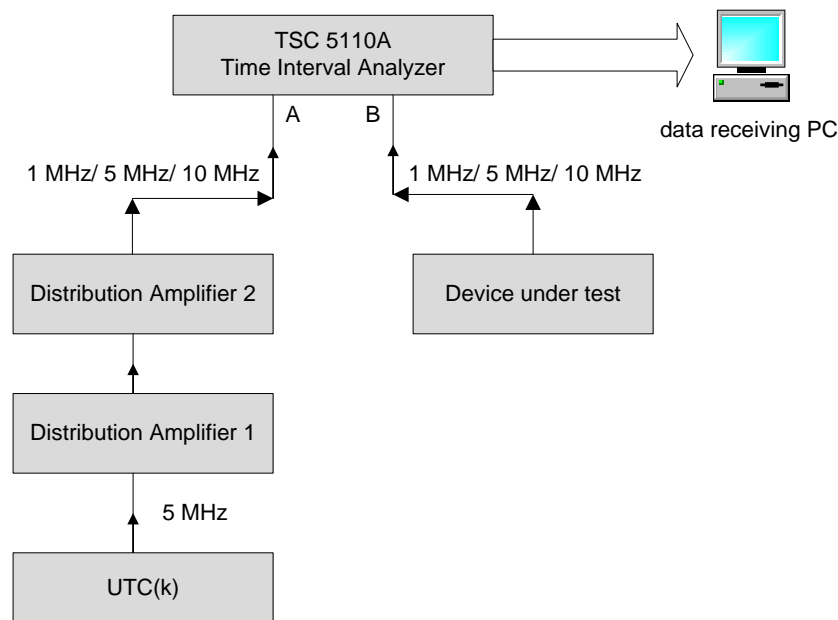 TSC 5110A
Time Interval Analyzer
A
B
data receiving PC
1 MHz/ 5 MHz/ 10 MHz
1 MHz/ 5 MHz/ 10 MHz
Distribution Amplifier 2
Device under test
Distribution Amplifier 1
5 MHz
UTC(k)